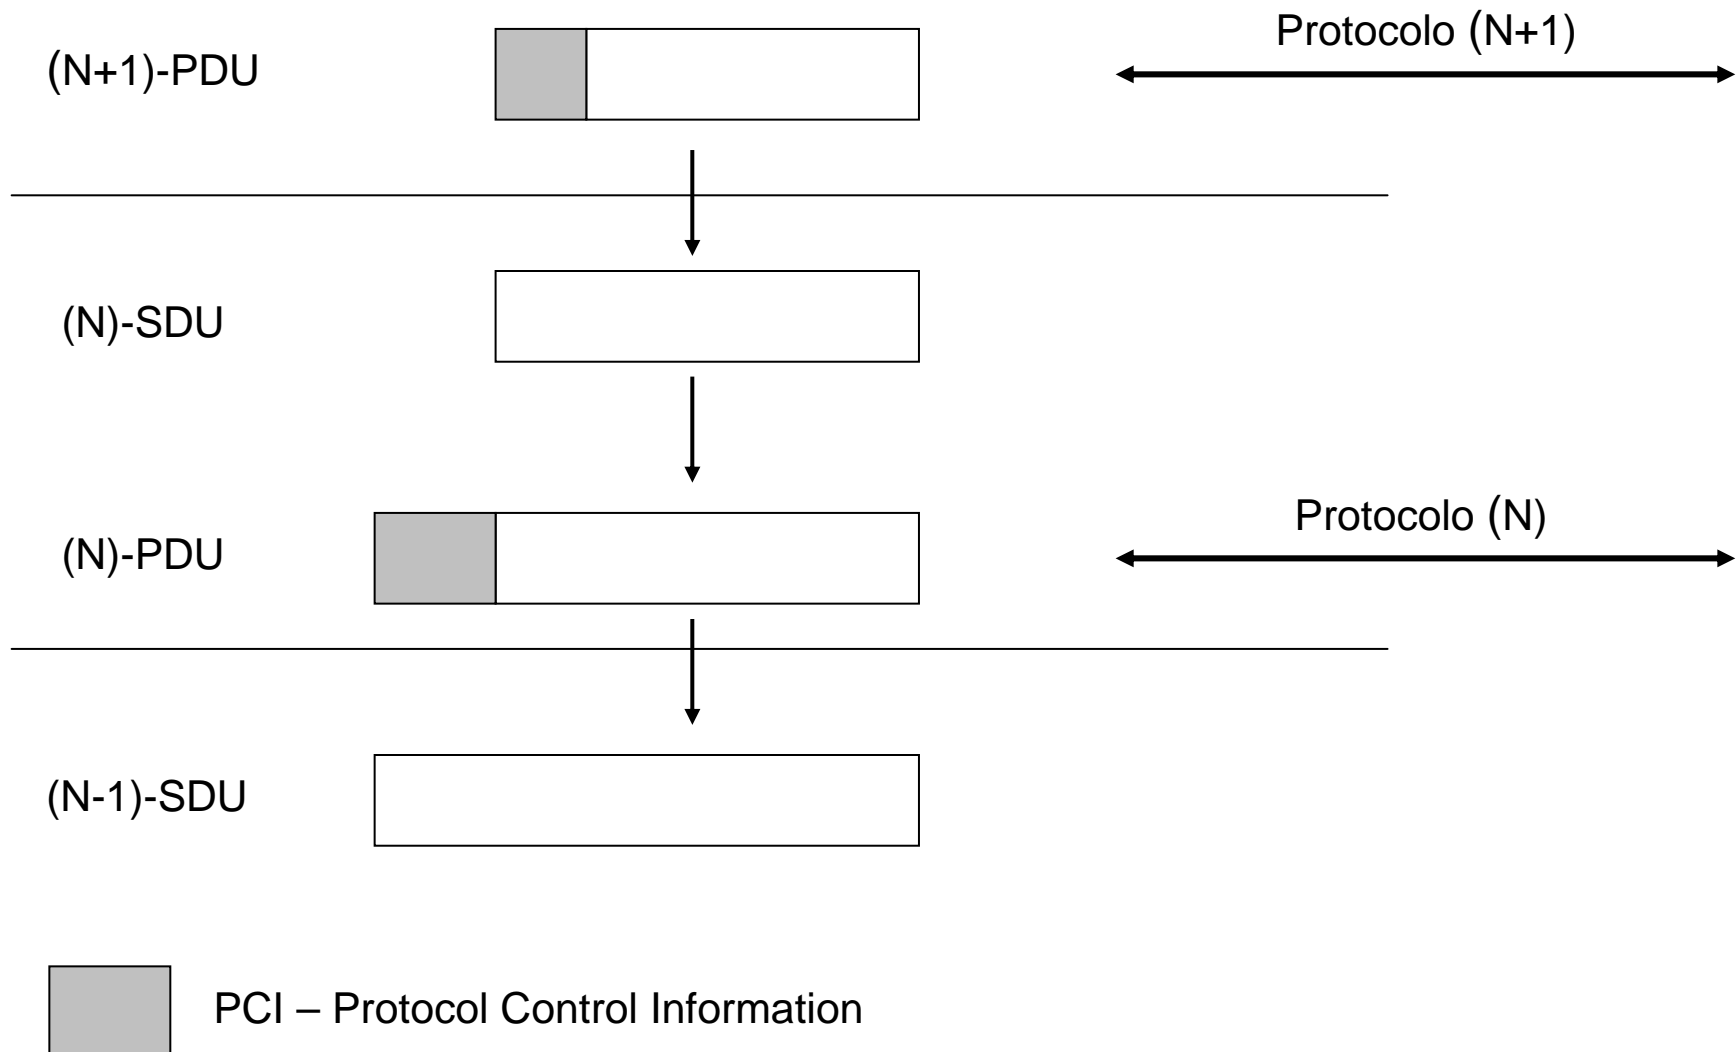 Protocolo (N+1)
(N+1)-PDU
(N)-SDU
Protocolo (N)
(N)-PDU
(N-1)-SDU
PCI – Protocol Control Information